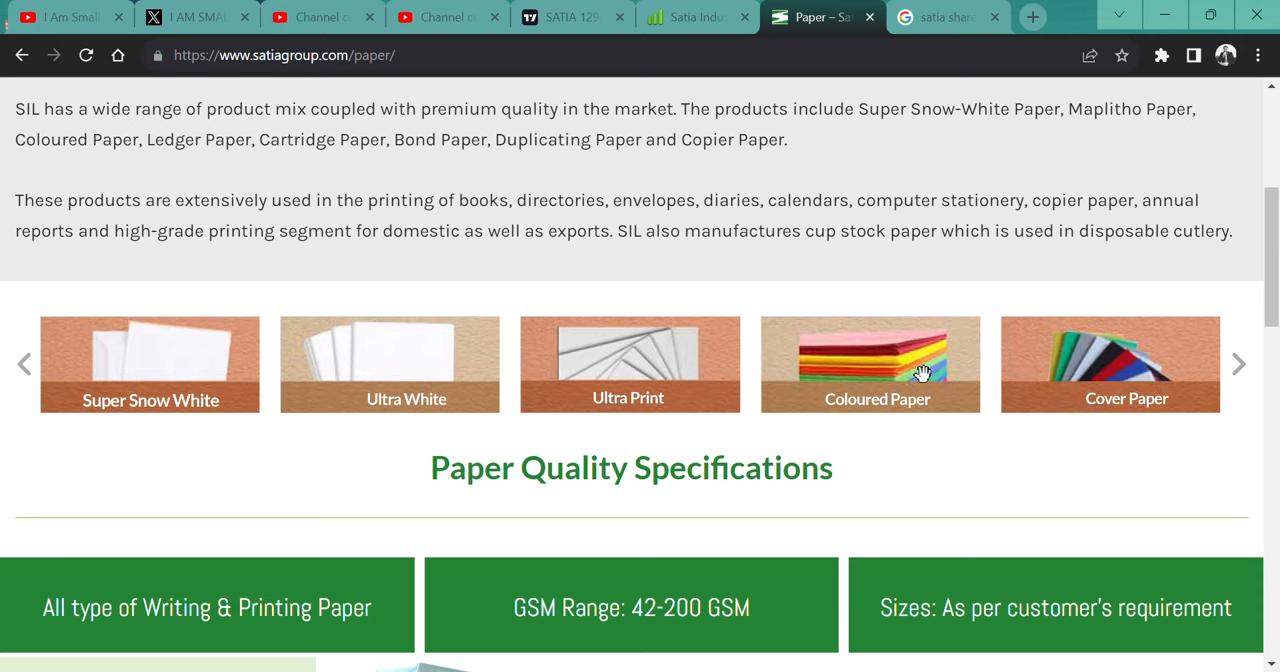 I Am Small
I AM SMAL
Channel c
Channel c
SATIA 129.
Satia Indus
Paper – Sat
satia share
https://www.satiagroup.com/paper/
SIL has a wide range of product mix coupled with premium quality in the market. The products include Super Snow-White Paper, Maplitho Paper,
Coloured Paper, Ledger Paper, Cartridge Paper, Bond Paper, Duplicating Paper and Copier Paper.
These products are extensively used in the printing of books, directories, envelopes, diaries, calendars, computer stationery, copier paper, annual
reports and high-grade printing segment for domestic as well as exports. SIL also manufactures cup stock paper which is used in disposable cutlery.
Super Snow White
Ultra White
Ultra Print
Coloured Paper
Cover Paper
Paper Quality Specifications
All type of Writing & Printing Paper
GSM Range: 42-200 GSM
Sizes: As per customer's requirement